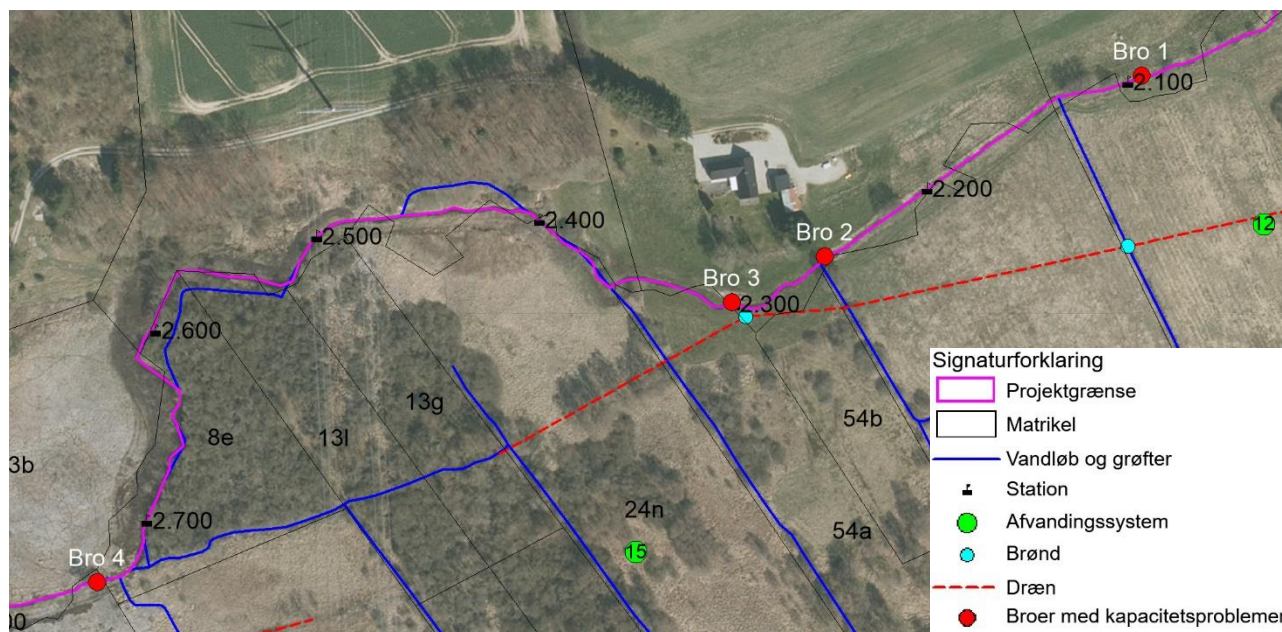 Bro 1
2.100
2.200
12
2.400
Bro 2
2.500
Bro 3
2.300
2.600
13g
54b
13l
8e
3b
24n
2.700
54a
15
Bro 4
00
Signaturforklaring
Projektgrænse
Matrikel
Vandløb og grøfter
Station
Afvandingssystem
Brønd
Dræn
Broer med kapacitetsproblemer